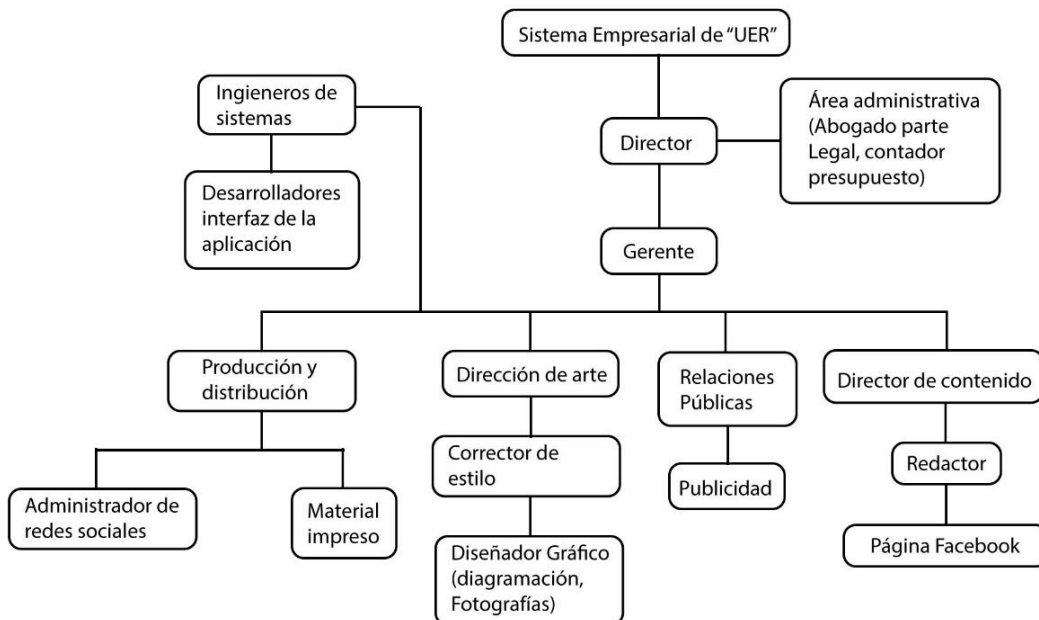 Sistema Empresarial de “UER”
Ingieneros de
sistemas
Área administrativa
(Abogado parte
Legal, contador
presupuesto)
Director
Desarrolladores
interfaz de la
aplicación
Gerente
Producción y
distribución
Dirección de arte
Relaciones
Públicas
Director de contenido
Administrador de
redes sociales
Material
impreso
Corrector de
estilo
Publicidad
Redactor
Diseñador Gráfico
(diagramación,
Fotografías)
Página Facebook